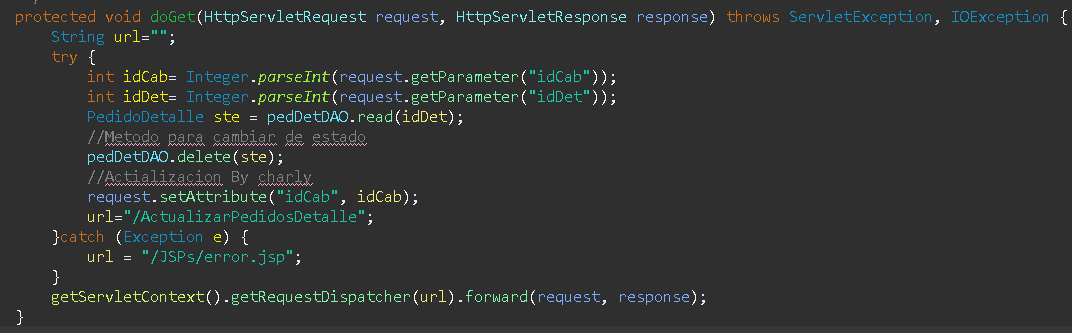 protected void doGet(HttpServletRequest request, HttpServletResponse response) throws ServletException, IOException {
String url="";
try {
int idCab= Integer.parseInt(request.getParameter("idCab"));
int idDet= Integer.parseInt(request.getParameter("idDet"));
PedidoDetalle ste = pedDetDAO.read(idDet);
//Metodo para cambiar de estado
pedDetDAO.delete(ste);
//Actializacion By charly
request.setAttribute("idCab", idCab);
url="/ActualizarPedidosDetalle";
}catch (Exception e) {
url = "/JSPs/error.jsp";
}
getServletContext().getRequestDispatcher(url).forward(request, response);
}